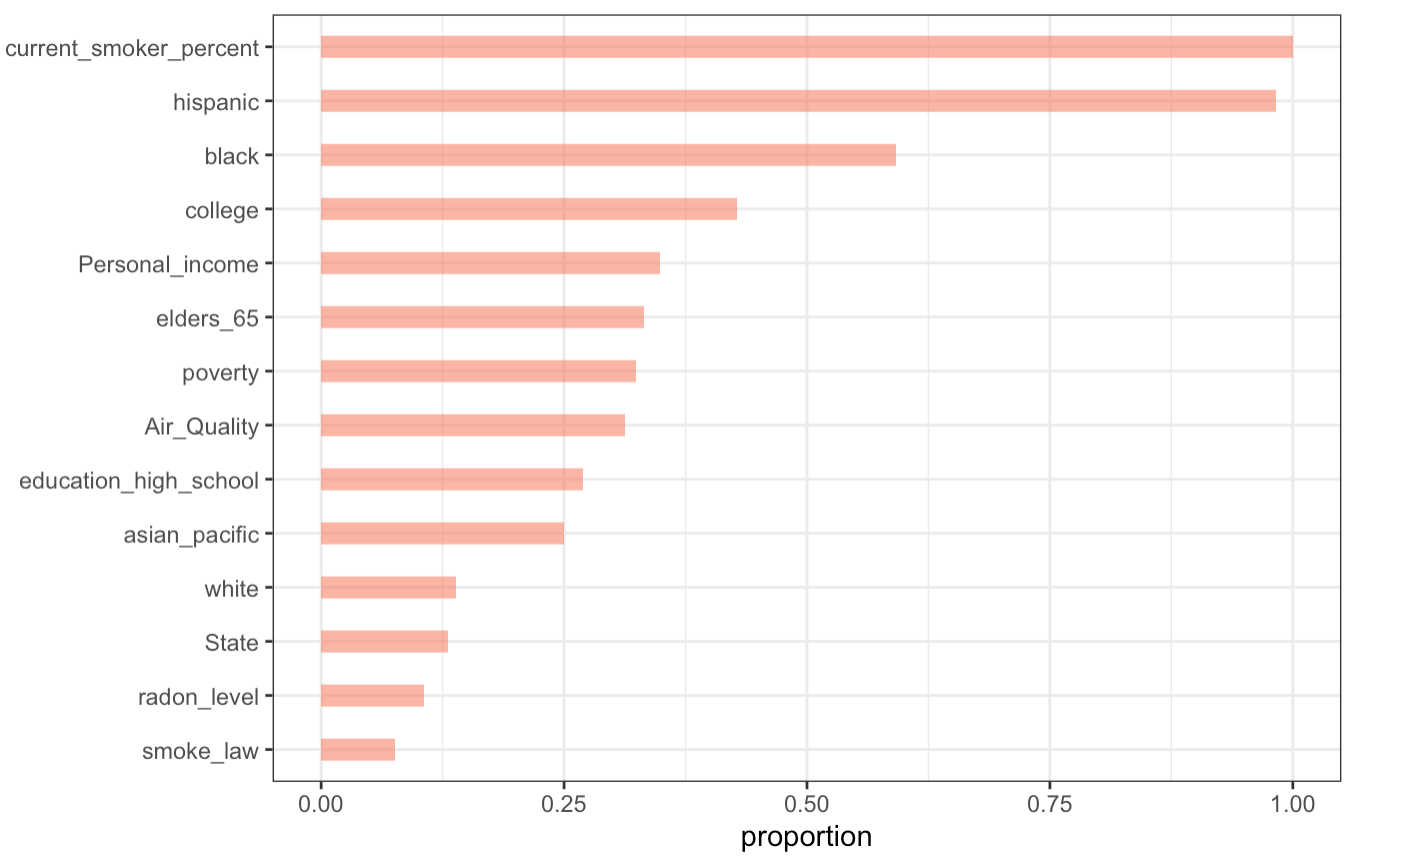 current_smoker_percent
hispanic
black
college
Personal_income
elders_65
poverty
Air_Quality
education_high_school
asian_pacific
white
State
radon_level
smoke_law
0.00 0.25 0.50 0.75 1.00
proportion